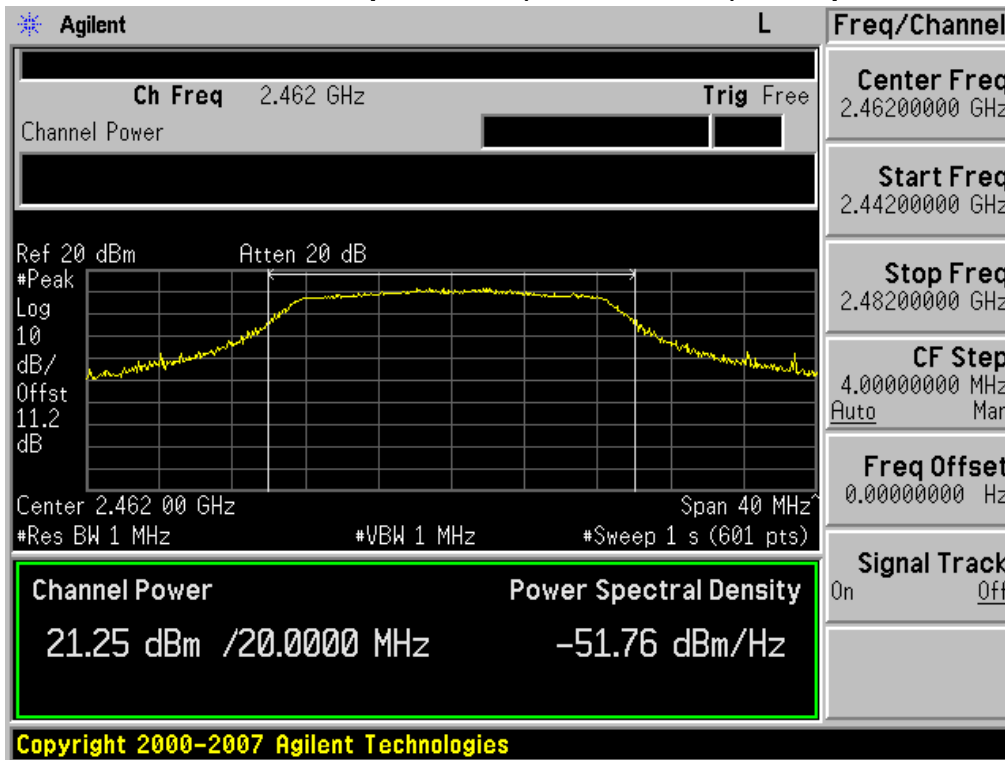 Agilent L Freq/Channel
Ch Freq 2.462 GHz Trig Free
Channel Power
Center Freq
2.46200000 GHz
Start Freq
2.44200000 GHz
Stop Freq
2.48200000 GHz
CF Step
4.00000000 MHz
Auto Man
Freq Offset
0.00000000 Hz
Signal Track
On Off
Ref 20 dBm Atten 20 dB
#Peak
Log
10
dB/
Offst
11.2
dB
Center 2.462 00 GHz Span 40 MHz^
#Res BW 1 MHz #VBW 1 MHz #Sweep 1 s (601 pts)
Channel Power Power Spectral Density
21.25 dBm /20.0000 MHz -51.76 dBm/Hz
Copyright 2000-2007 Agilent Technologies